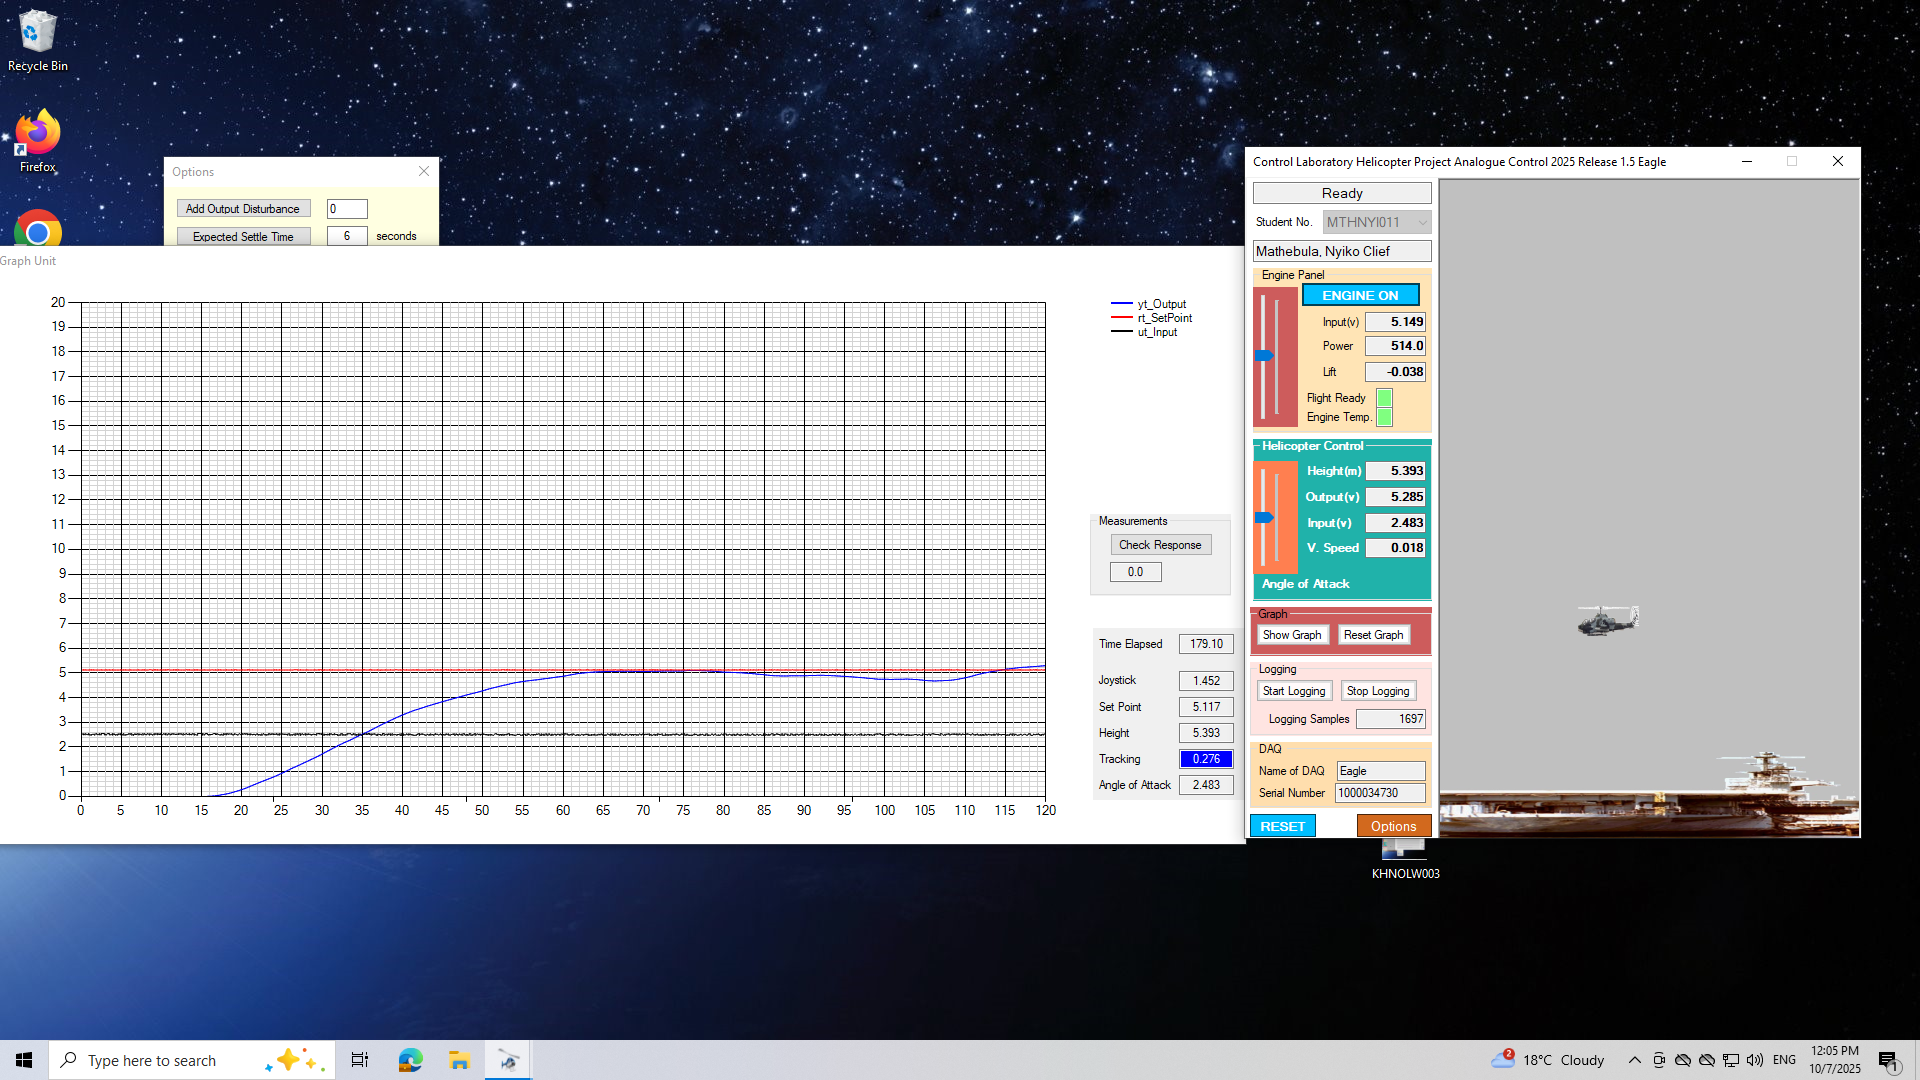 Recycle Bin
Firefox
Options
Add Output Disturbance 0
Expected Settle Time 6 seconds
Graph Unit
20
19
18
17
16
15
14
13
12
11
10
9
8
7
6
5
4
3
2
1
0
0 5 10 15 20 25 30 35 40 45 50 55 60 65 70 75 80 85 90 95 100 105 110 115 120
yt_Output
rt_SetPoint
ut_Input
Measurements
Check Response
0.0
Time Elapsed 179.10
Joystick 1.452
Set Point 5.117
Height 5.393
Tracking 0.276
Angle of Attack 2.483
Control Laboratory Helicopter Project Analogue Control 2025 Release 1.5 Eagle
Ready
Student No. MTHNYI011
Mathebula, Nyiko Clief
Engine Panel
ENGINE ON
Input(v) 5.149
Power 514.0
Lift -0.038
Flight Ready
Engine Temp.
Helicopter Control
Height(m) 5.393
Output(v) 5.285
Input(v) 2.483
V. Speed 0.018
Angle of Attack
Graph
Show Graph Reset Graph
Logging
Start Logging Stop Logging
Logging Samples 1697
DAQ
Name of DAQ Eagle
Serial Number 1000034730
RESET Options
KHNOLW003
Type here to search
2
18°C Cloudy
ENG
12:05 PM
10/7/2025
1